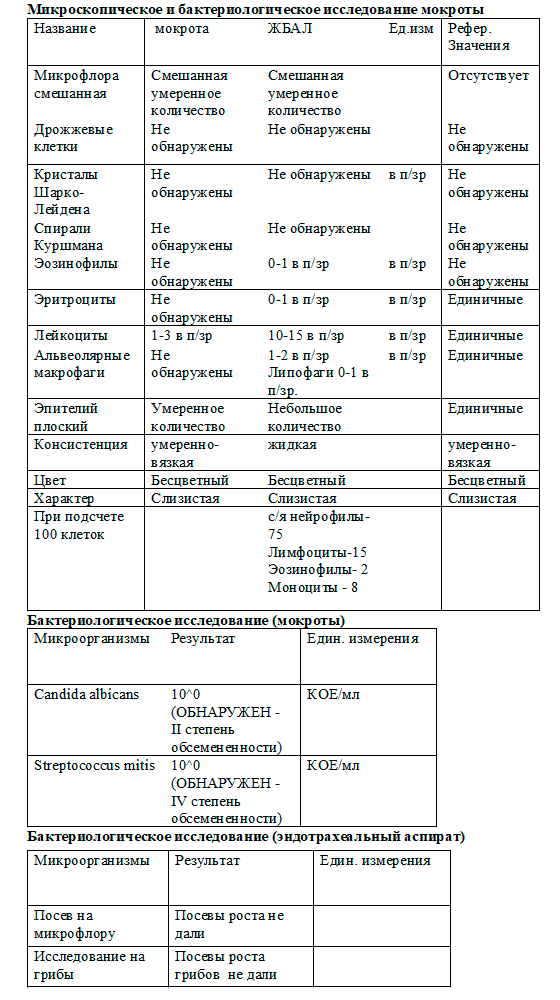 Микроскопическое и бактериологическое исследование мокроты
Название мокрота ЖБАЛ Ед.изм Рефер.
Значения
Микрофлора Смешанная Смешанная Отсутствует
смешанная умеренное умеренное
количество количество
Дрожжевые Не Не обнаружены Не
клетки обнаружены обнаружены
Кристалы Не Не обнаружены в п/зр Не
Шарко- обнаружены обнаружены
Лейдена
Спирали Не Не обнаружены Не
Куршмана обнаружены обнаружены
Эозинофилы Не 0-1 в п/зр в п/зр Не
обнаружены обнаружены
Эритроциты Не 0-1 в п/зр в п/зр Единичные
обнаружены
Лейкоциты 1-3 в п/зр 10-15 в п/зр в п/зр Единичные
Альвеолярные Не 1-2 в п/зр в п/зр Единичные
макрофаги обнаружены Липофаги 0-1 в
п/зр.
Эпителий Умеренное Небольшое Единичные
плоский количество количество
Консистенция умеренно- жидкая умеренно-
вязкая вязкая
Цвет Бесцветный Бесцветный Бесцветный
Характер Слизистая Слизистая Слизистая
При подсчете с/я нейрофилы-
100 клеток 75
Лимфоциты-15
Эозинофилы- 2
Моноциты - 8
Бактериологическое исследование (мокроты)
Микроорганизмы Результат Един. измерения
Candida albicans 10^0 КОЕ/мл
(ОБНАРУЖЕН -
II степень
обсемененности)
Streptococcus mitis 10^0 КОЕ/мл
(ОБНАРУЖЕН -
IV степень
обсемененности)
Бактериологическое исследование (эндотрахеальный аспират)
Микроорганизмы Результат Един. измерения
Посев на Посевы роста не
микрофлору дали
Исследование на Посевы роста
грибы грибов не дали